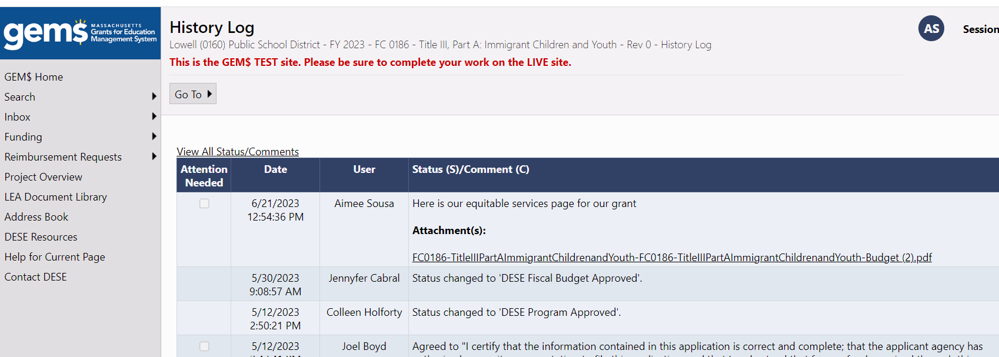 gem$ MASSACHUSETTS
Grants for Education
Management System
History Log
Lowell (0160) Public School District - FY 2023 - FC 0186 - Title III, Part A: Immigrant Children and Youth - Rev 0 - History Log
This is the GEM$ TEST site. Please be sure to complete your work on the LIVE site.
AS
Session
Go To
GEM$ Home
Search
Inbox
Funding
Reimbursement Requests
Project Overview
LEA Document Library
Address Book
DESE Resources
Help for Current Page
Contact DESE
View All Status/Comments
Attention Needed Date User Status (S)/Comment (C)
6/21/2023 12:54:36 PM Aimee Sousa Here is our equitable services page for our grant
Attachment(s):
FC0186-TitleIIIPartAImmigrantChildrenandYouth-FC0186-TitleIIIPartAImmigrantChildrenandYouth-Budget (2).pdf
5/30/2023 9:08:57 AM Jennyfer Cabral Status changed to 'DESE Fiscal Budget Approved'.
5/12/2023 2:50:21 PM Colleen Holforty Status changed to 'DESE Program Approved'.
5/12/2023 Joel Boyd Agreed to "I certify that the information contained in this application is correct and complete; that the applicant agency has